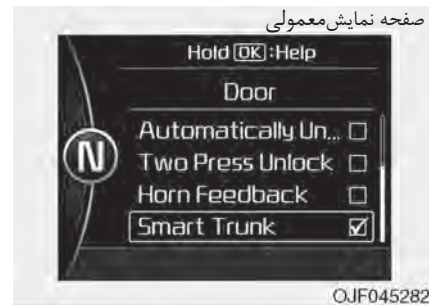 صفحه نمایش‌معمولی
Hold OK :Help
Door
Automatically Un...
Two Press Unlock
Horn Feedback
Smart Trunk
N
OJF045282